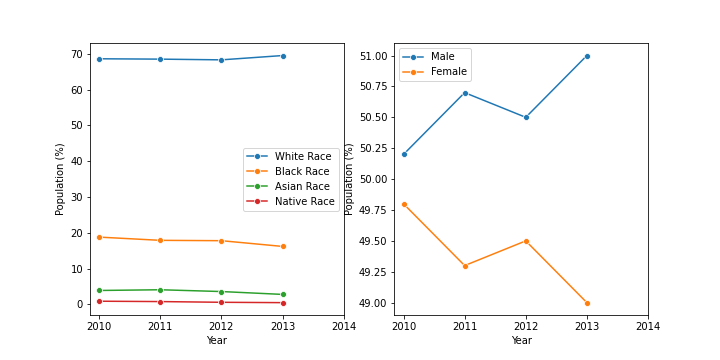 70
60
50
40
30
20
10
0
Population (%)
White Race
Black Race
Asian Race
Native Race
2010 2011 2012 2013 2014
Year
51.00
50.75
50.50
50.25
50.00
49.75
49.50
49.25
49.00
Population (%)
Male
Female
2010 2011 2012 2013 2014
Year